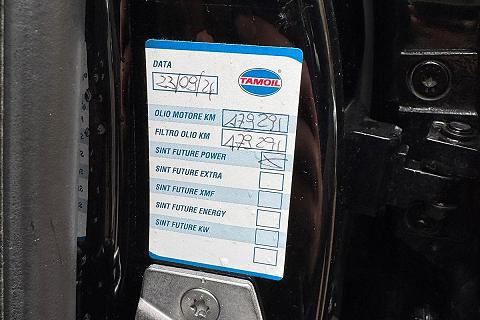 DATA
23/09/21
TAMOIL
OLIO MOTORE KM 179291
FILTRO OLIO KM 179291
SINT FUTURE POWER
SINT FUTURE EXTRA
SINT FUTURE XMF
SINT FUTURE ENERGY
SINT FUTURE KW